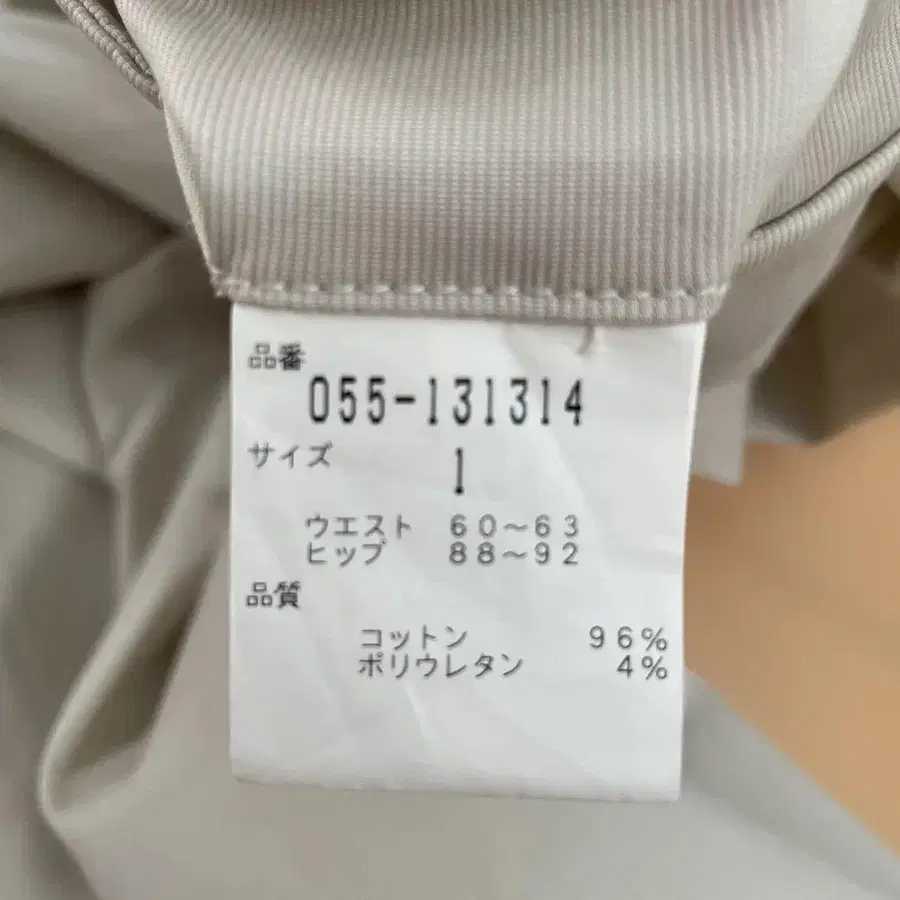 品番
055-131314
サイズ
1
ウエスト 60～63
ヒップ 88～92
品質
コットン 96%
ポリウレタン 4%